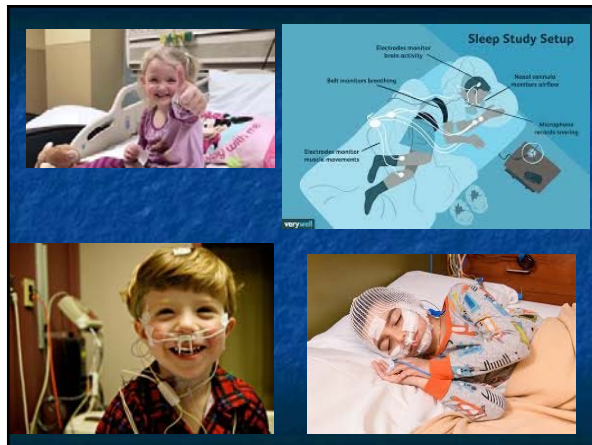 Sleep Study Setup
Electrodes monitor
brain activity
Nasal cannula
monitors airflow
Belt monitors breathing
Microphone
records snoring
Electrodes monitor
muscle movements
verywell